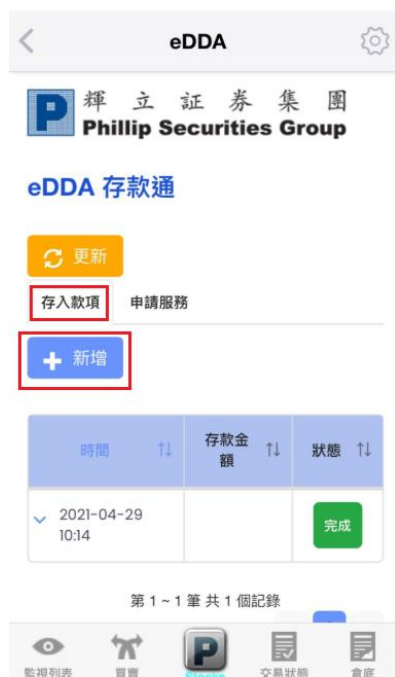 eDDA
輝立証券集團
Phillip Securities Group
eDDA 存款通
更新
存入款項 申請服務
新增
時間 存款金額 狀態
2021-04-29
10:14
完成
第 1 ~ 1 筆 共 1 個記錄
監視列表 買賣 Stocks 交易狀態 倉底